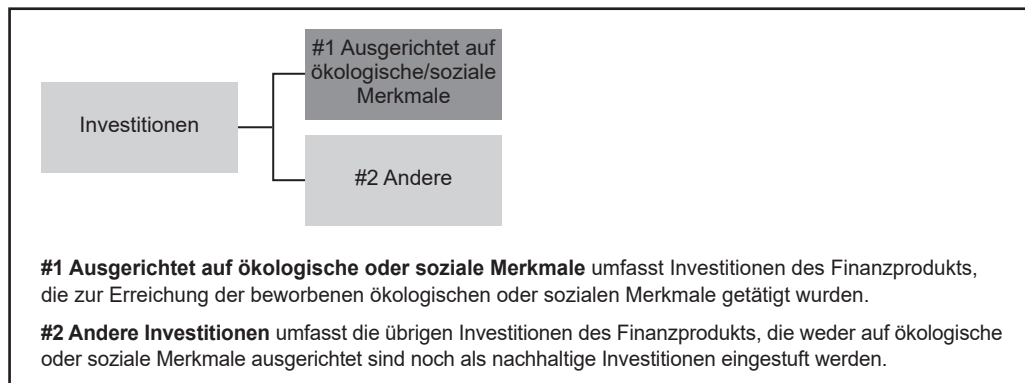 #1 Ausgerichtet auf
ökologische/soziale
Merkmale
Investitionen
#2 Andere
#1 Ausgerichtet auf ökologische oder soziale Merkmale umfasst Investitionen des Finanzprodukts,
die zur Erreichung der beworbenen ökologischen oder sozialen Merkmale getätigt wurden.
#2 Andere Investitionen umfasst die übrigen Investitionen des Finanzprodukts, die weder auf ökologische
oder soziale Merkmale ausgerichtet sind noch als nachhaltige Investitionen eingestuft werden.